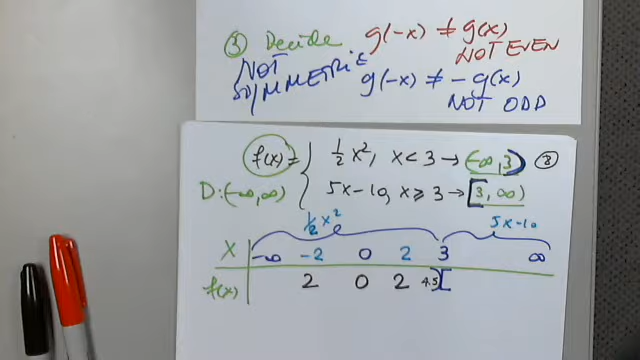 ③ Decide g(-x) ≠ g(x)
NOT EVEN
NOT SYMMETRIC g(-x) ≠ -g(x)
NOT ODD
f(x) = { ½x², x < 3 → (-∞, 3) ②
D: (-∞, ∞) 5x-10, x ≥ 3 → [3, ∞)
½x² 5x-10
x -∞ -2 0 2 3 ∞
f(x) 2 0 2 4.5)[